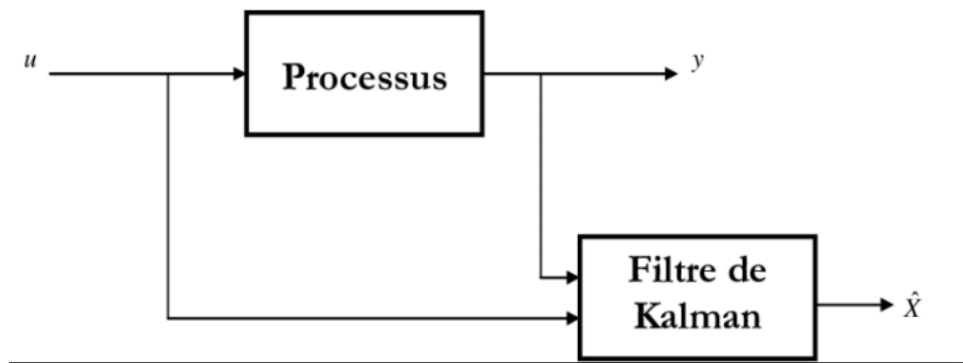 u
Processus
y
Filtre de
Kalman
X̂